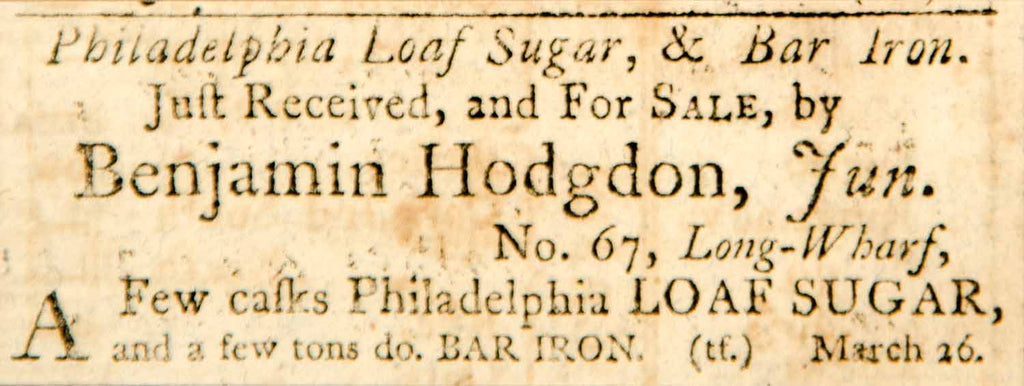 Philadelphia Loaf Sugar, & Bar Iron.
Juſt Received, and For SALE, by
Benjamin Hodgdon, Jun.
No. 67, Long-Wharf,
A Few caſks Philadelphia LOAF SUGAR,
and a few tons do. BAR IRON. (tf.) March 26.